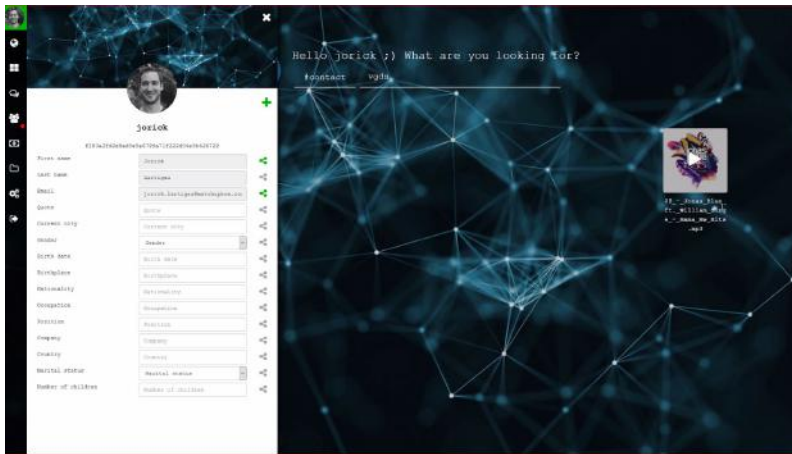 Hello jorick ;) What are you looking for?
#contact vgdu
jorick
First name Jorick
Last name
Email
Quote Quote
Current city Current city
Gender Gender
Birth date Birth date
Birthplace Birthplace
Nationality Nationality
Occupation Occupation
Position Position
Company Company
Country Country
Marital status Marital status
Number of children Number of children
.mp3